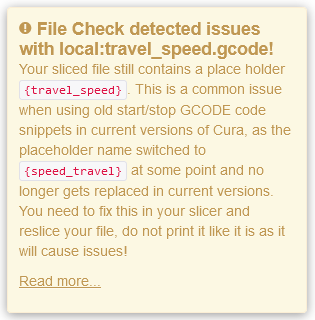 File Check detected issues
with local:travel_speed.gcode!
Your sliced file still contains a place holder
{travel_speed}. This is a common issue
when using old start/stop GCODE code
snippets in current versions of Cura, as the
placeholder name switched to
{speed_travel} at some point and no
longer gets replaced in current versions.
You need to fix this in your slicer and
reslice your file, do not print it like it is as it
will cause issues!
Read more...